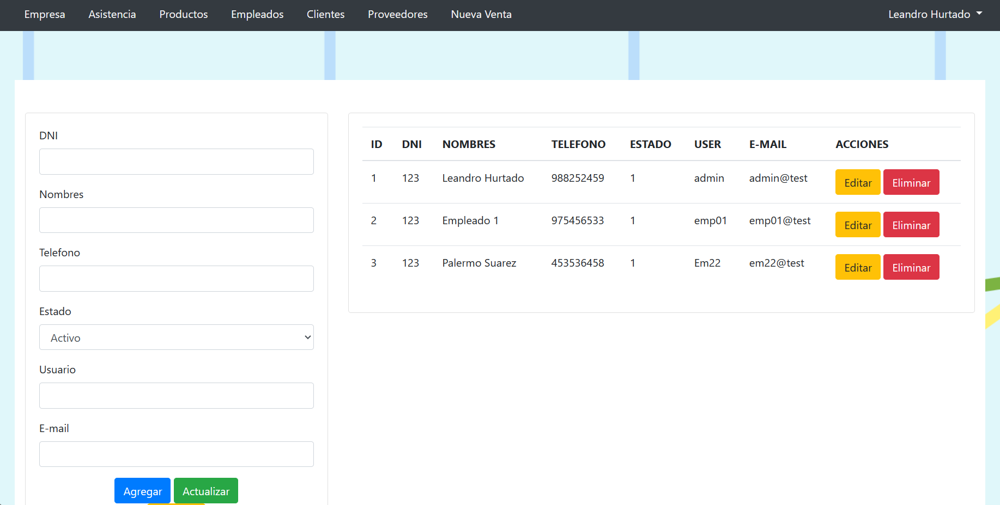 Empresa Asistencia Productos Empleados Clientes Proveedores Nueva Venta Leandro Hurtado
DNI
Nombres
Telefono
Estado
Activo
Usuario
E-mail
Agregar Actualizar
ID DNI NOMBRES TELEFONO ESTADO USER E-MAIL ACCIONES
1 123 Leandro Hurtado 988252459 1 admin admin@test Editar Eliminar
2 123 Empleado 1 975456533 1 emp01 emp01@test Editar Eliminar
3 123 Palermo Suarez 453536458 1 Em22 em22@test Editar Eliminar